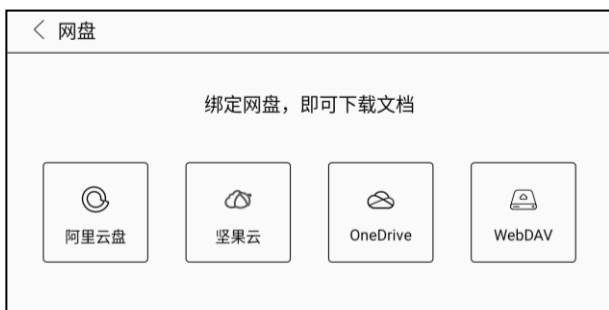 网盘
绑定网盘，即可下载文档
阿里云盘
坚果云
OneDrive
WebDAV